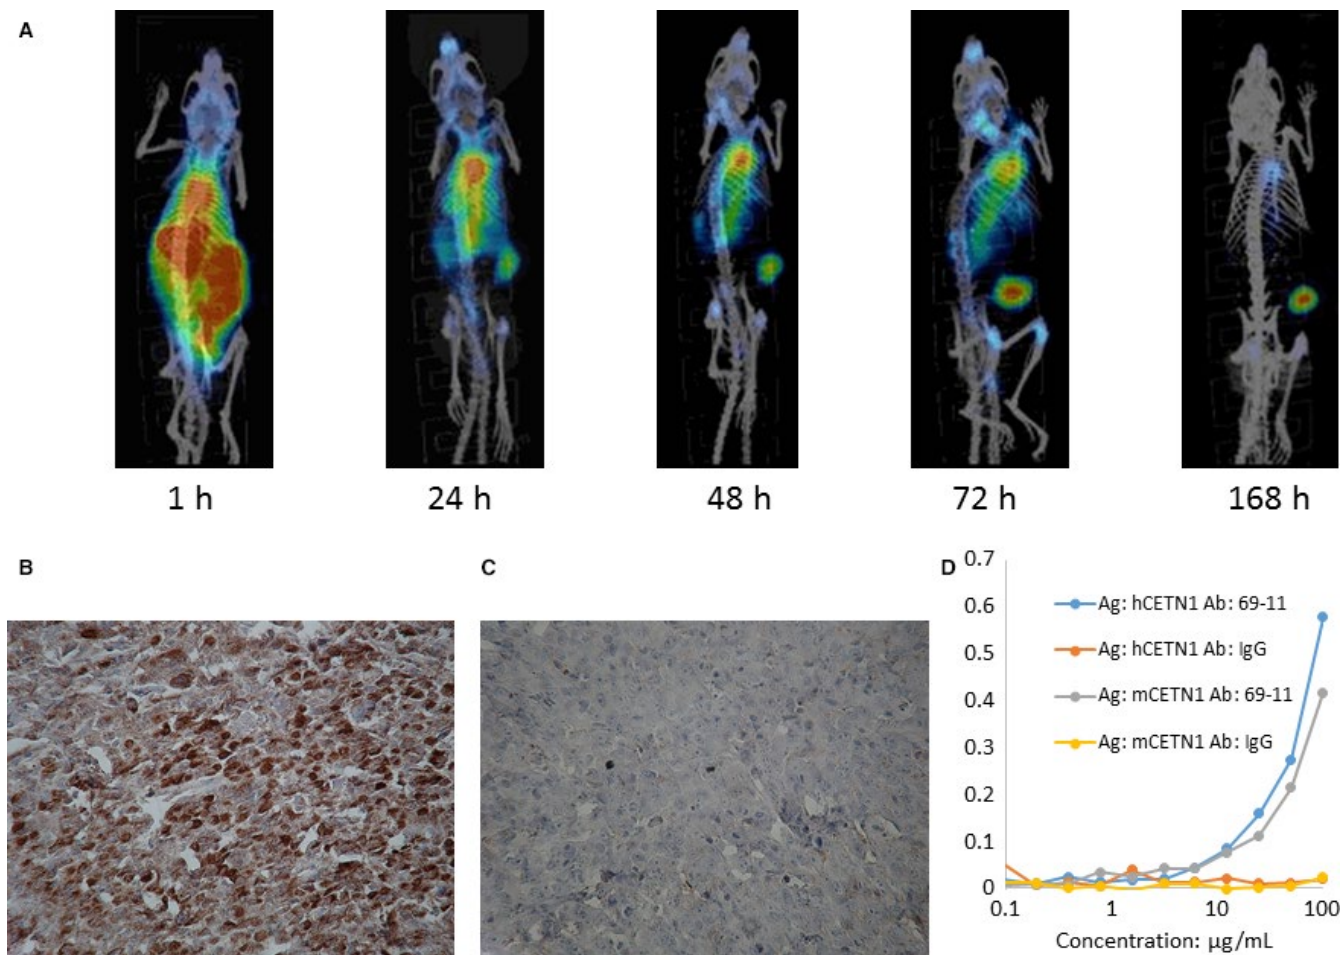 A
1 h
24 h
48 h
72 h
168 h
B
C
D
0.7
0.6
0.5
0.4
0.3
0.2
0.1
0
Ag: hCETN1 Ab: 69-11
Ag: hCETN1 Ab: IgG
Ag: mCETN1 Ab: 69-11
Ag: mCETN1 Ab: IgG
0.1 1 10 100
Concentration: µg/mL